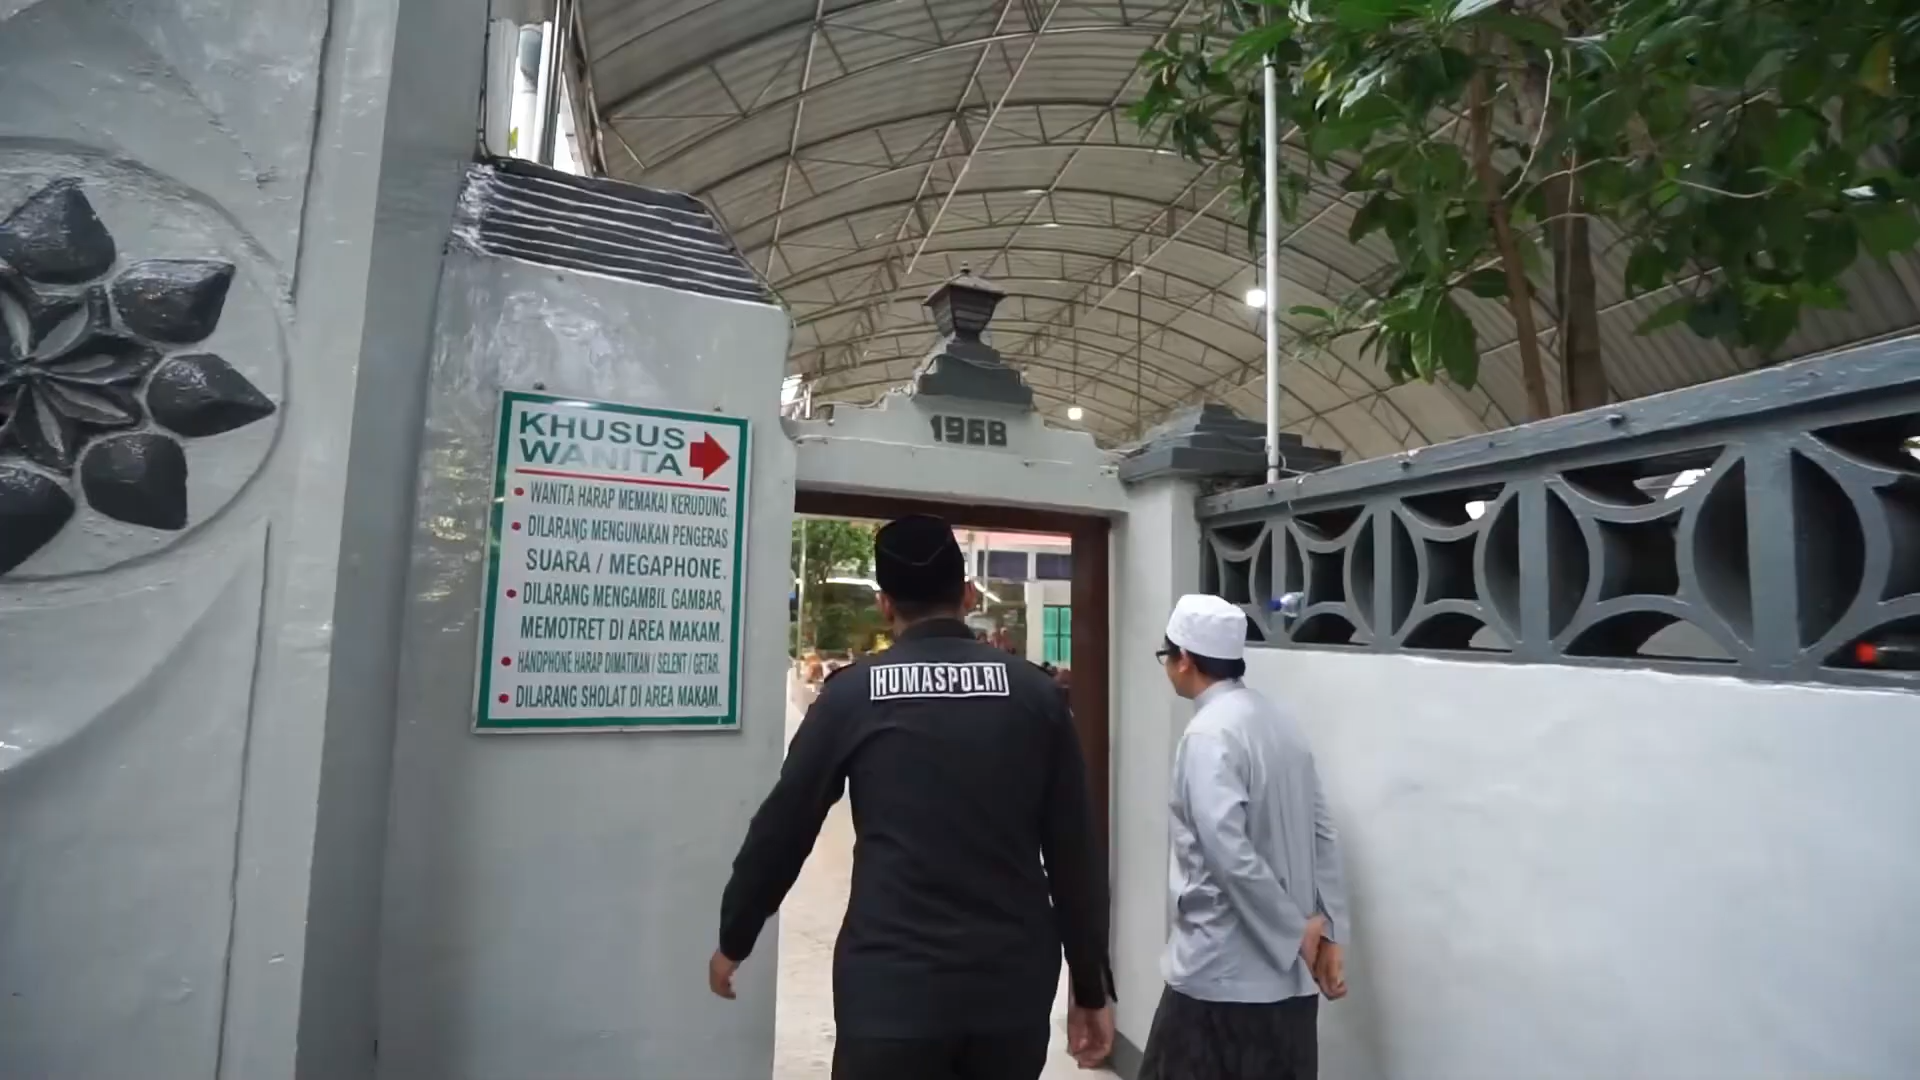 KHUSUS
WANITA
WANITA HARAP MEMAKAI KERUDUNG.
DILARANG MENGUNAKAN PENGERAS
SUARA / MEGAPHONE.
DILARANG MENGAMBIL GAMBAR,
MEMOTRET DI AREA MAKAM.
HANDPHONE HARAP DIMATIKAN / SELENT / GETAR.
DILARANG SHOLAT DI AREA MAKAM.
1968
HUMASPOLRI